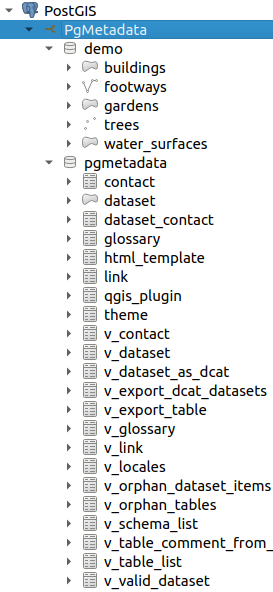 PostGIS
PgMetadata
demo
buildings
footways
gardens
trees
water_surfaces
pgmetadata
contact
dataset
dataset_contact
glossary
html_template
link
qgis_plugin
theme
v_contact
v_dataset
v_dataset_as_dcat
v_export_dcat_datasets
v_export_table
v_glossary
v_link
v_locales
v_orphan_dataset_items
v_orphan_tables
v_schema_list
v_table_comment_from_
v_table_list
v_valid_dataset